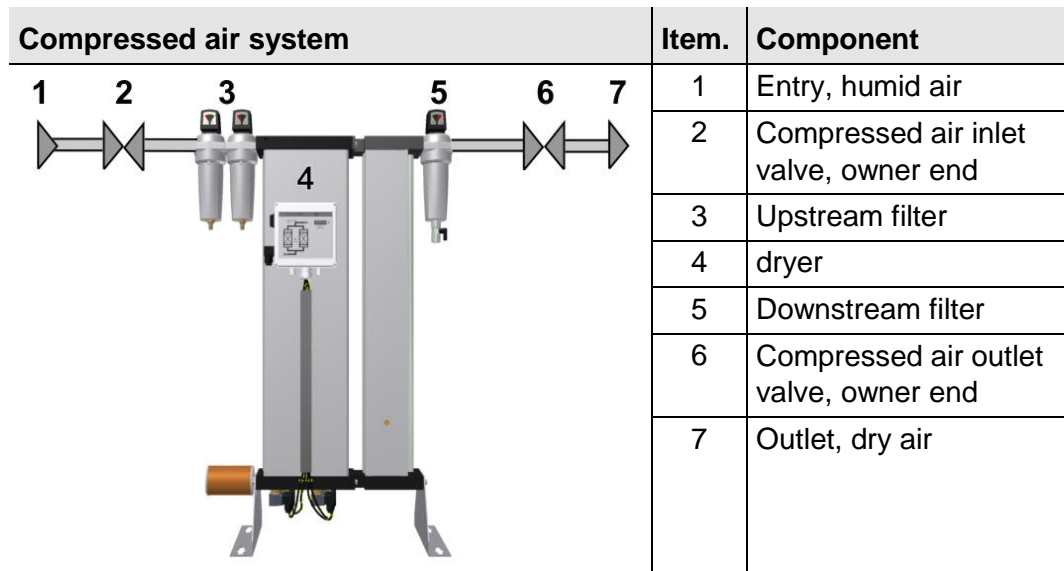 Compressed air system
Item.
Component
1 2 3 5 6 7
4
1
Entry, humid air
2
Compressed air inlet
valve, owner end
3
Upstream filter
4
dryer
5
Downstream filter
6
Compressed air outlet
valve, owner end
7
Outlet, dry air